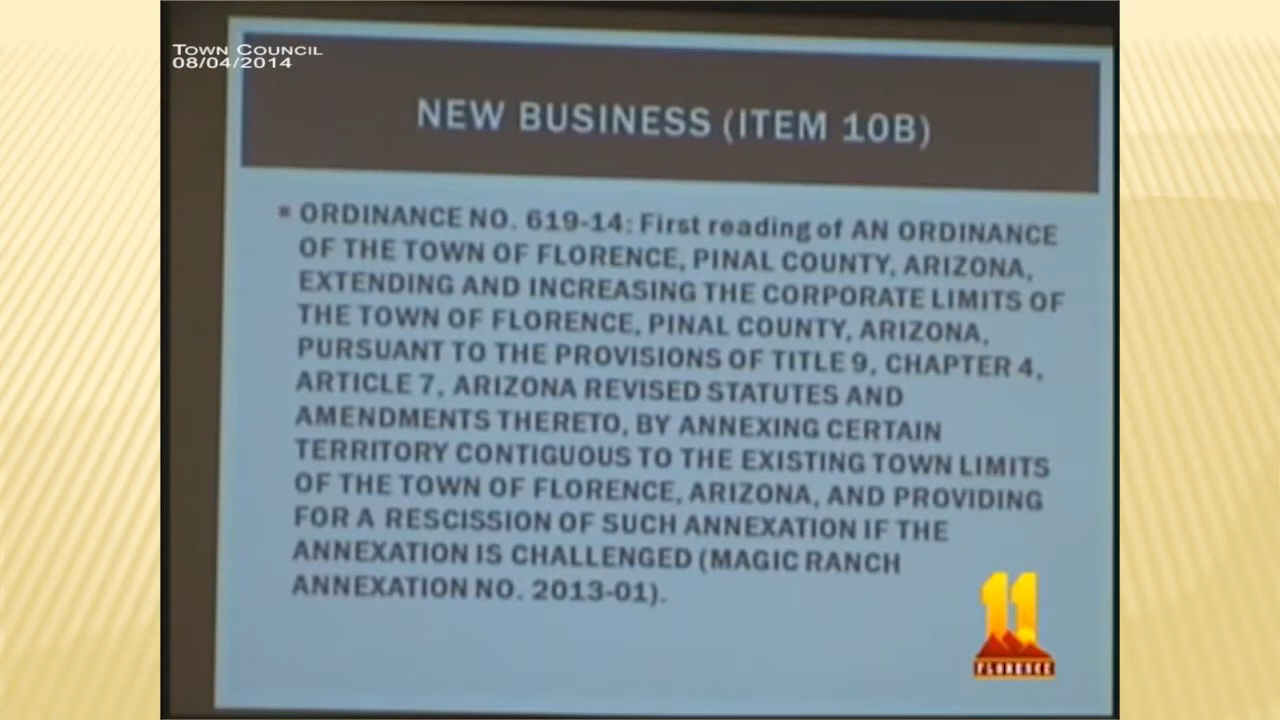 Town Council
08/04/2014
NEW BUSINESS (ITEM 10B)
ORDINANCE NO. 619-14: First reading of AN ORDINANCE
OF THE TOWN OF FLORENCE, PINAL COUNTY, ARIZONA,
EXTENDING AND INCREASING THE CORPORATE LIMITS OF
THE TOWN OF FLORENCE, PINAL COUNTY, ARIZONA,
PURSUANT TO THE PROVISIONS OF TITLE 9, CHAPTER 4,
ARTICLE 7, ARIZONA REVISED STATUTES AND
AMENDMENTS THERETO, BY ANNEXING CERTAIN
TERRITORY CONTIGUOUS TO THE EXISTING TOWN LIMITS
OF THE TOWN OF FLORENCE, ARIZONA, AND PROVIDING
FOR A RESCISSION OF SUCH ANNEXATION IF THE
ANNEXATION IS CHALLENGED (MAGIC RANCH
ANNEXATION NO. 2013-01).
11
FLORENCE